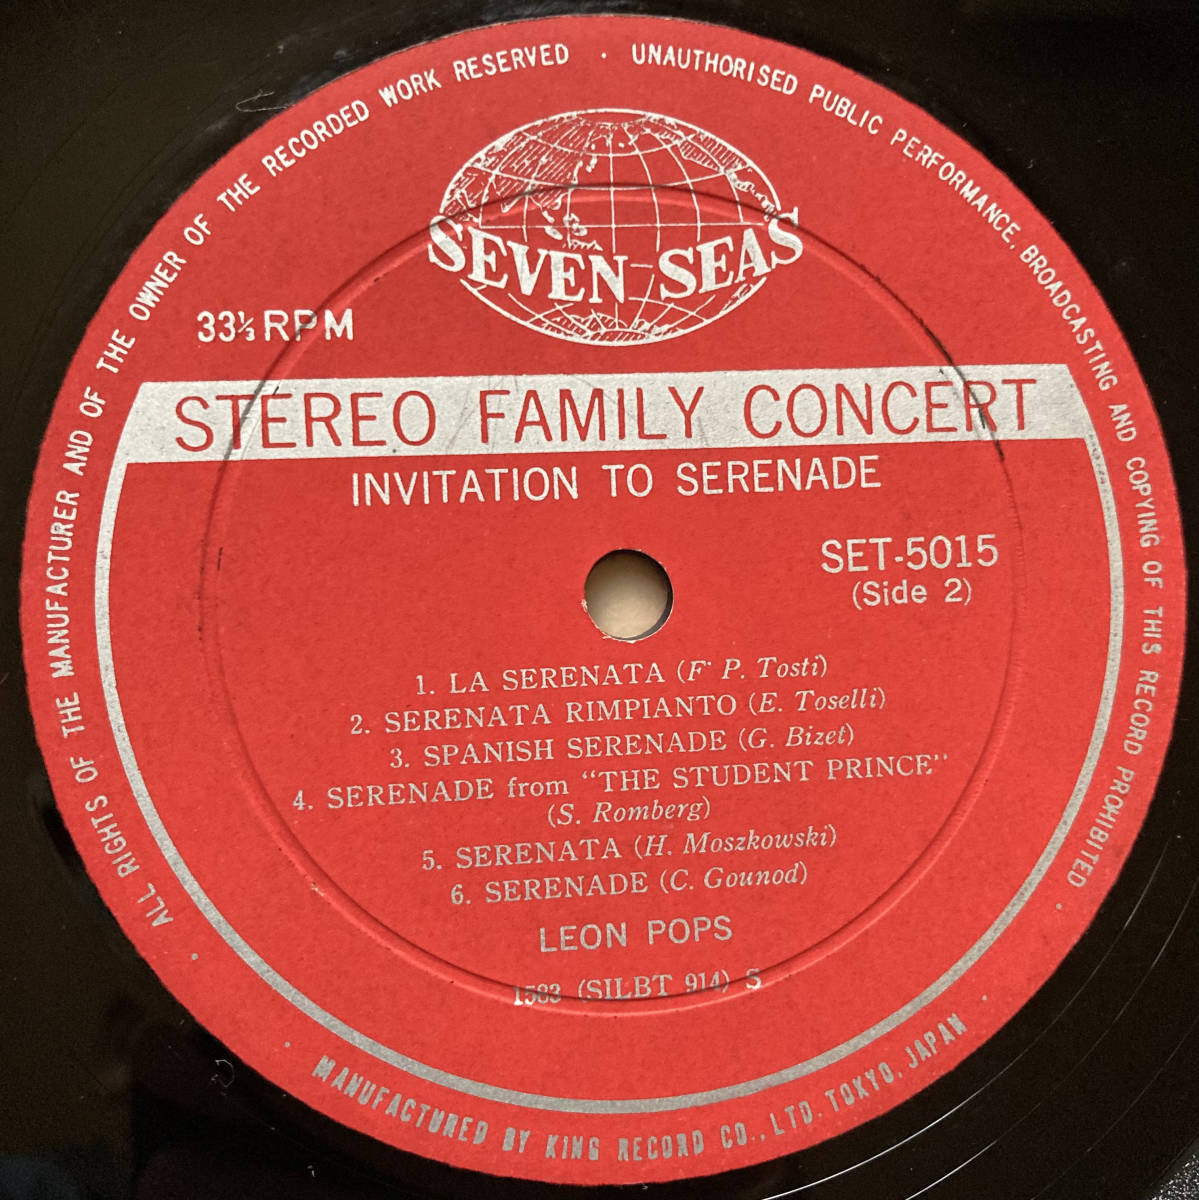 ALL RIGHTS OF THE MANUFACTURER AND OF THE OWNER OF THE RECORDED WORK RESERVED · UNAUTHORISED PUBLIC PERFORMANCE, BROADCASTING AND COPYING OF THIS RECORD PROHIBITED ·
SEVEN SEAS
33⅓ RPM
STEREO FAMILY CONCERT
INVITATION TO SERENADE
SET-5015
(Side 2)
1. LA SERENATA (F. P. Tosti)
2. SERENATA RIMPIANTO (E. Toselli)
3. SPANISH SERENADE (G. Bizet)
4. SERENADE from "THE STUDENT PRINCE"
(S. Romberg)
5. SERENATA (H. Moszkowski)
6. SERENADE (C. Gounod)
LEON POPS
1583 (SILBT 914) S
· MANUFACTURED BY KING RECORD CO., LTD. TOKYO, JAPAN ·